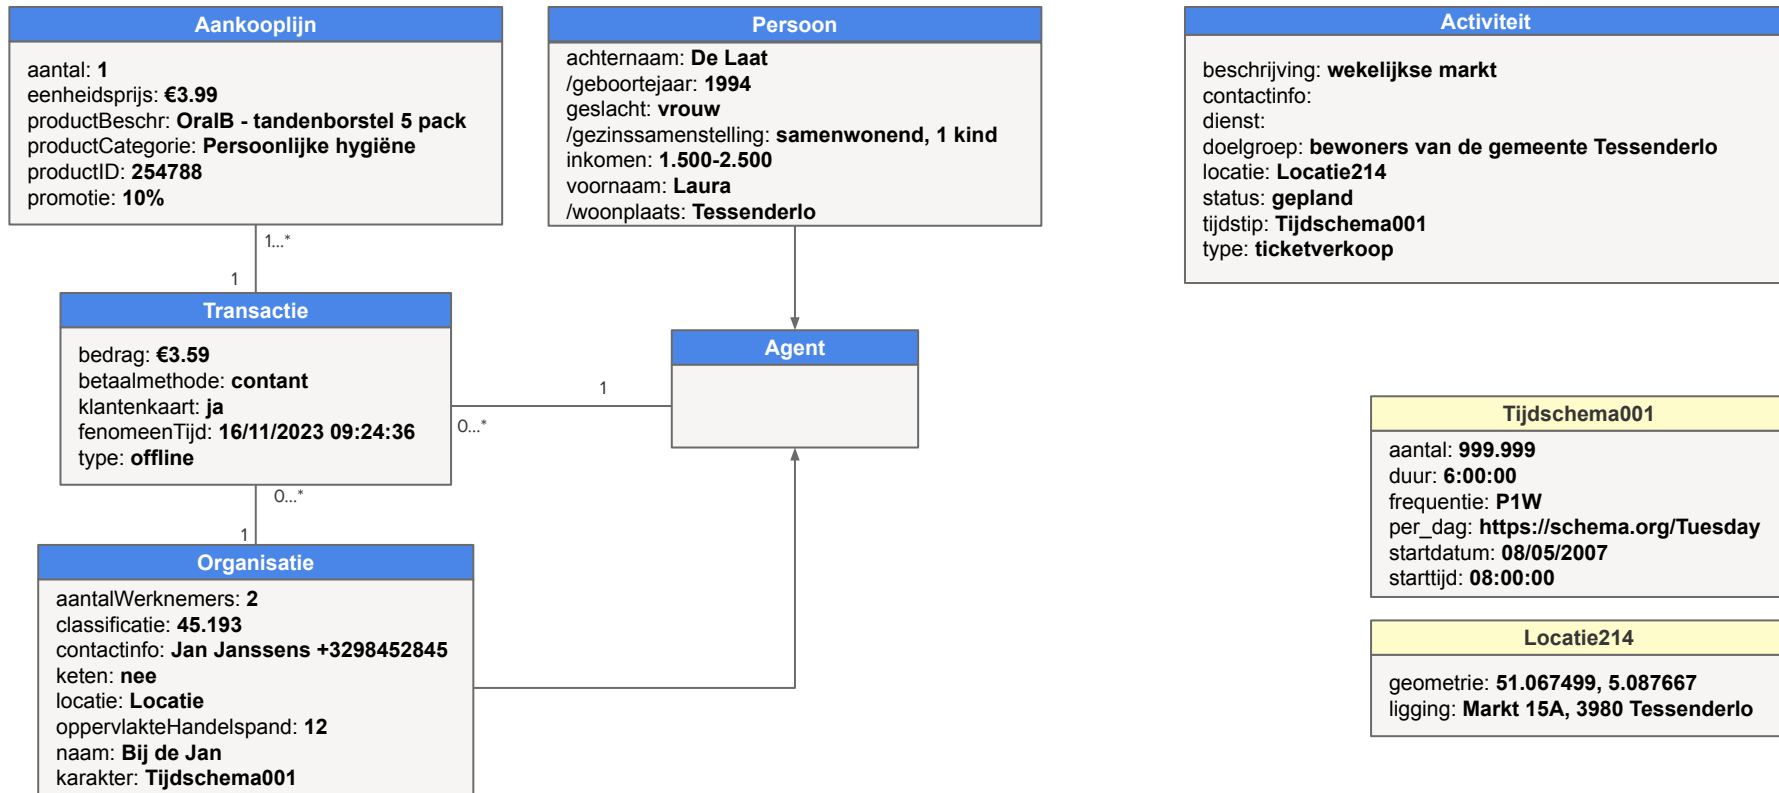 Aankooplijn
aantal: 1
eenheidsprijs: €3.99
productBeschr: OralB - tandenborstel 5 pack
productCategorie: Persoonlijke hygiëne
productID: 254788
promotie: 10%
Persoon
achternaam: De Laat
/geboortejaar: 1994
geslacht: vrouw
/gezinssamenstelling: samenwonend, 1 kind
inkomen: 1.500-2.500
voornaam: Laura
/woonplaats: Tessenderlo
Activiteit
beschrijving: wekelijkse markt
contactinfo:
dienst:
doelgroep: bewoners van de gemeente Tessenderlo
locatie: Locatie214
status: gepland
tijdstip: Tijdschema001
type: ticketverkoop
1...*
1
Transactie
bedrag: €3.59
betaalmethode: contant
klantenkaart: ja
fenomeenTijd: 16/11/2023 09:24:36
type: offline
1
0...*
Agent
0...*
1
Organisatie
aantalWerknemers: 2
classificatie: 45.193
contactinfo: Jan Janssens +3298452845
keten: nee
locatie: Locatie
oppervlakteHandelspand: 12
naam: Bij de Jan
karakter: Tijdschema001
Tijdschema001
aantal: 999.999
duur: 6:00:00
frequentie: P1W
per_dag: https://schema.org/Tuesday
startdatum: 08/05/2007
starttijd: 08:00:00
Locatie214
geometrie: 51.067499, 5.087667
ligging: Markt 15A, 3980 Tessenderlo